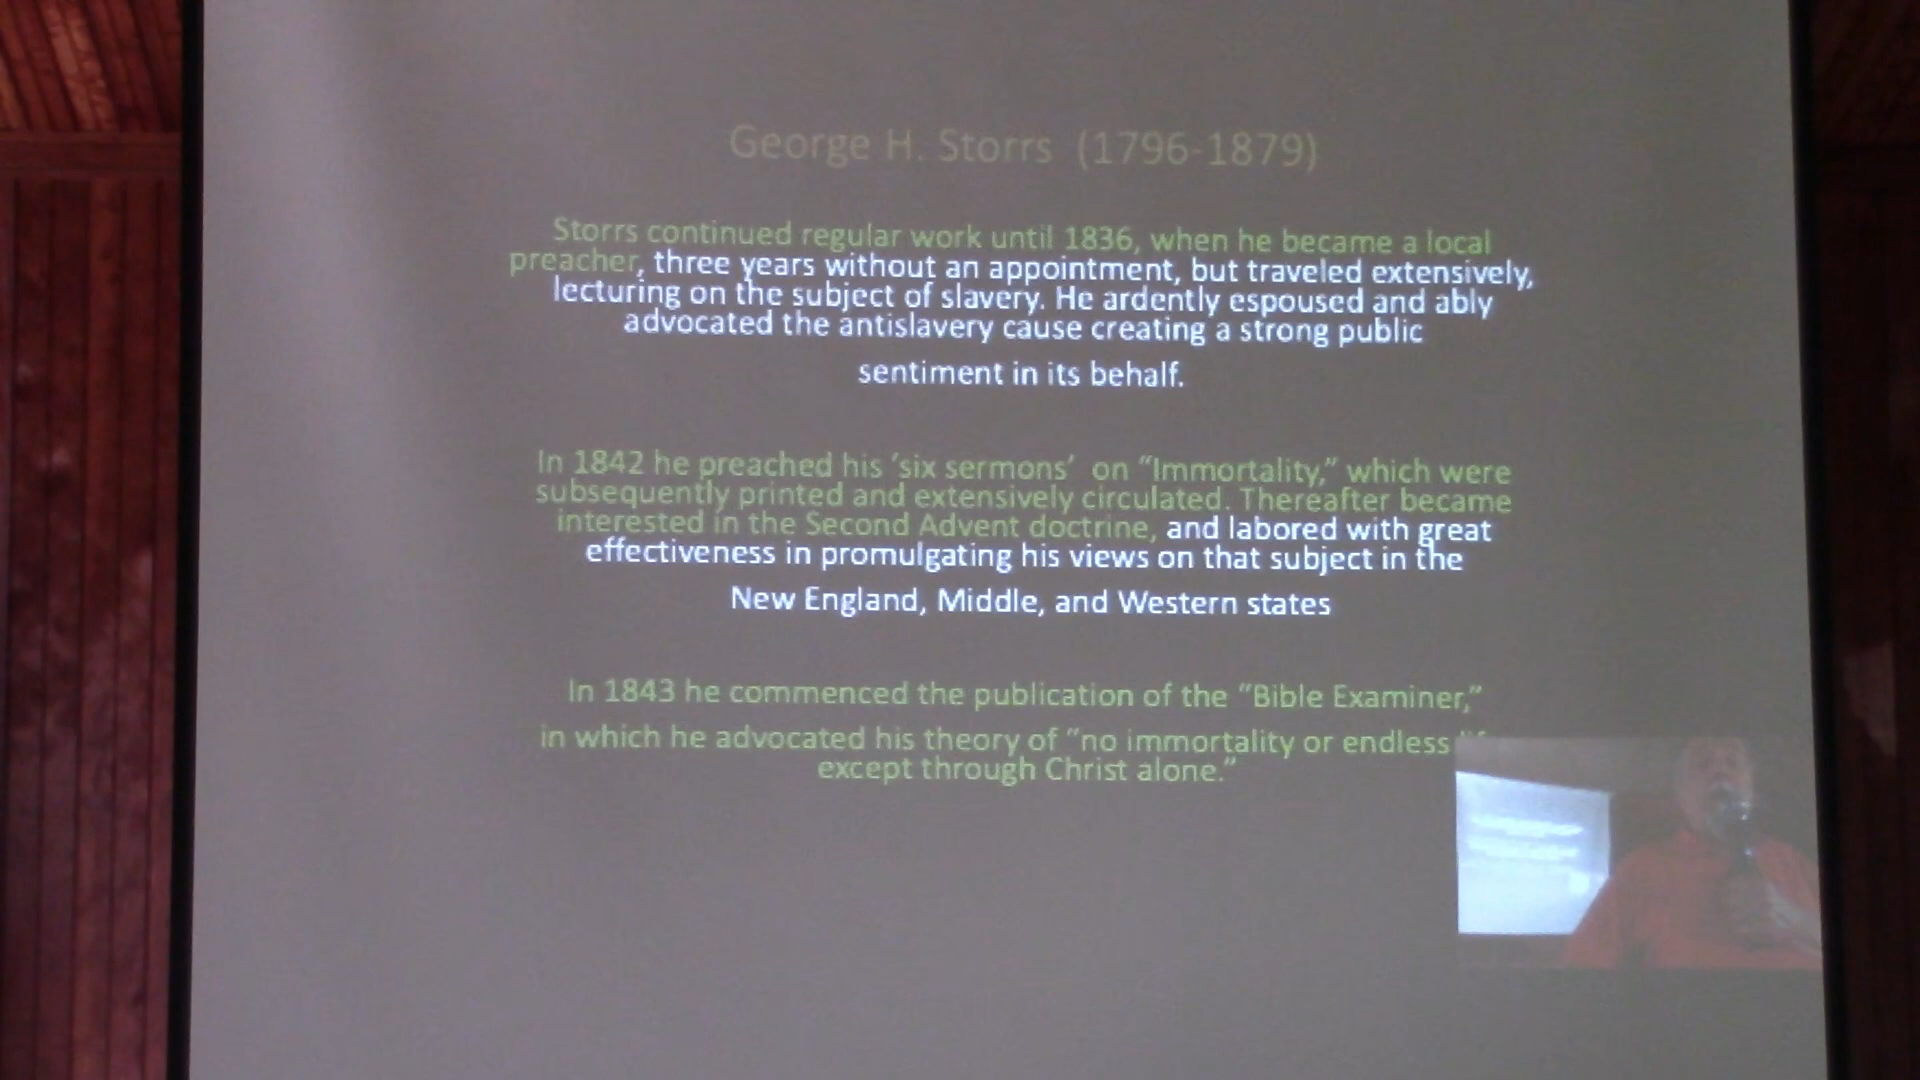 George H. Storrs (1796-1879)
Storrs continued regular work until 1836, when he became a local
preacher, three years without an appointment, but traveled extensively,
lecturing on the subject of slavery. He ardently espoused and ably
advocated the antislavery cause creating a strong public
sentiment in its behalf.
In 1842 he preached his ‘six sermons’ on “Immortality,” which were
subsequently printed and extensively circulated. Thereafter became
interested in the Second Advent doctrine, and labored with great
effectiveness in promulgating his views on that subject in the
New England, Middle, and Western states
In 1843 he commenced the publication of the “Bible Examiner,”
in which he advocated his theory of “no immortality or endless
except through Christ alone.”